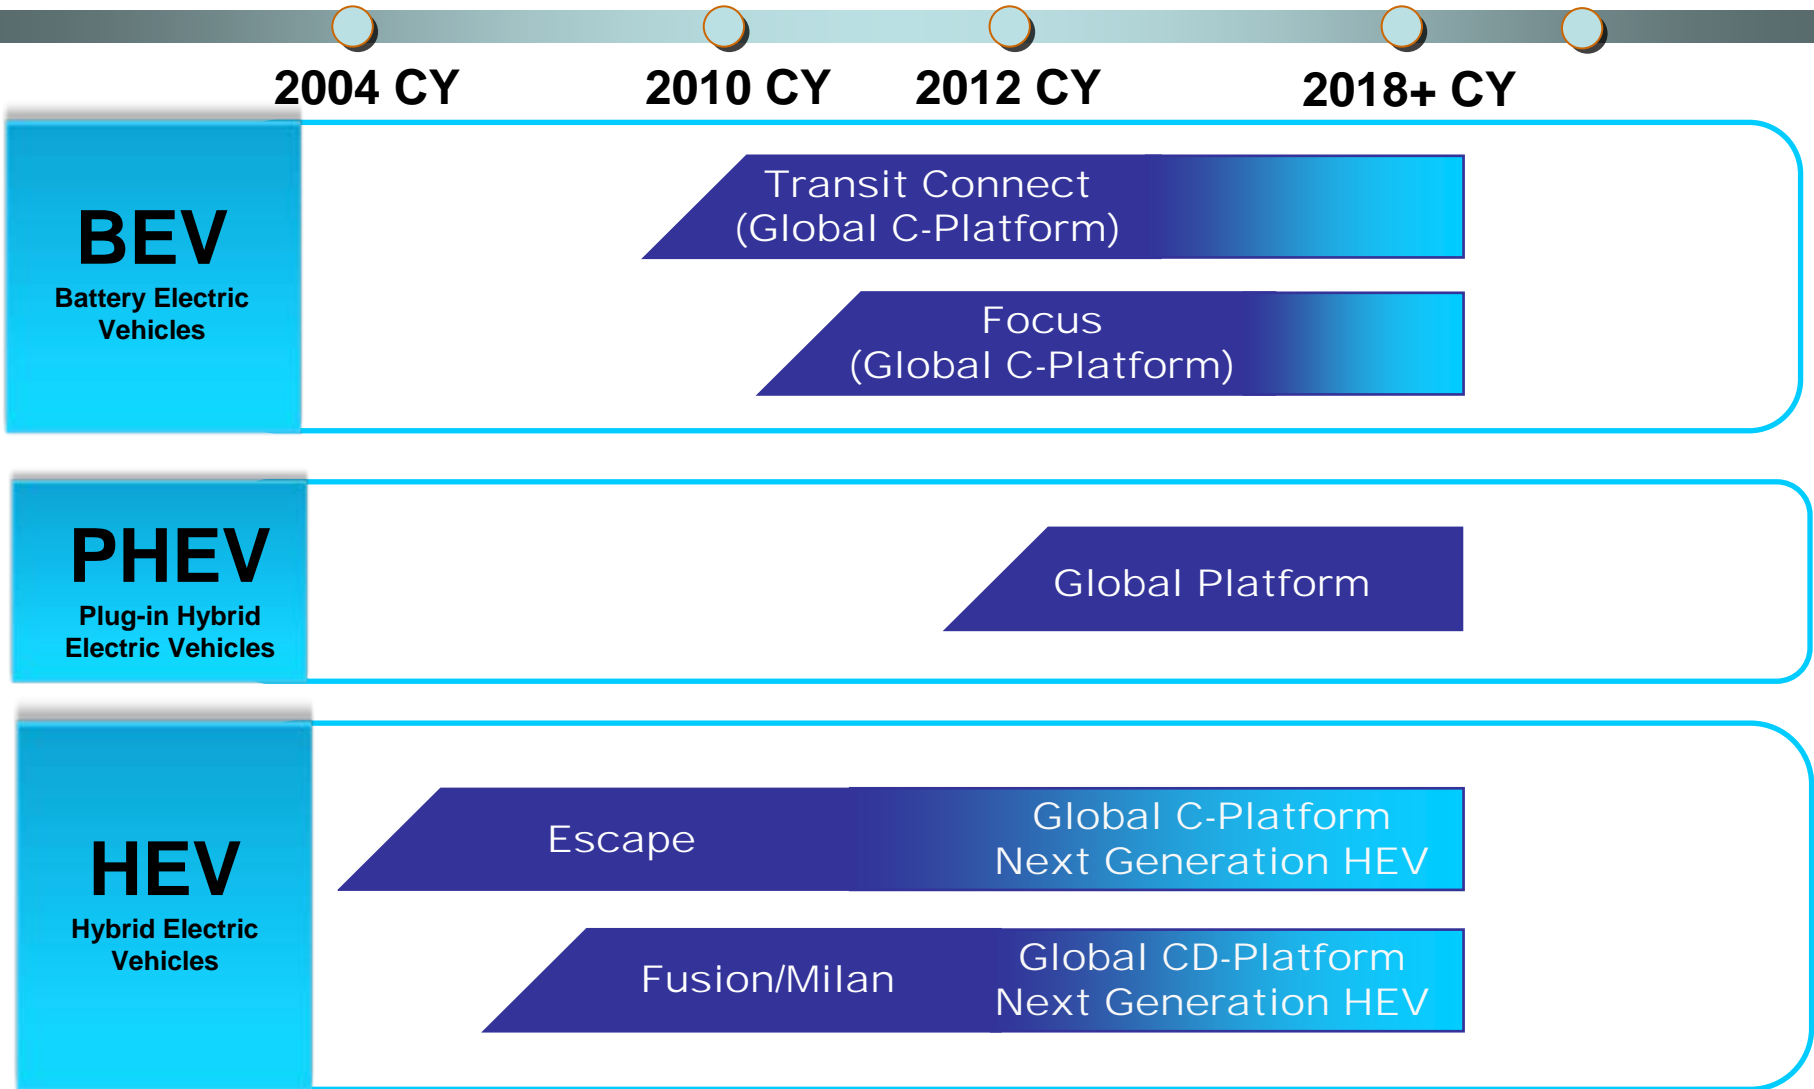 2004 CY
2010 CY
2012 CY
2018+ CY
BEV
Battery Electric
Vehicles
Transit Connect
(Global C-Platform)
Focus
(Global C-Platform)
PHEV
Plug-in Hybrid
Electric Vehicles
Global Platform
HEV
Hybrid Electric
Vehicles
Escape
Global C-Platform
Next Generation HEV
Fusion/Milan
Global CD-Platform
Next Generation HEV